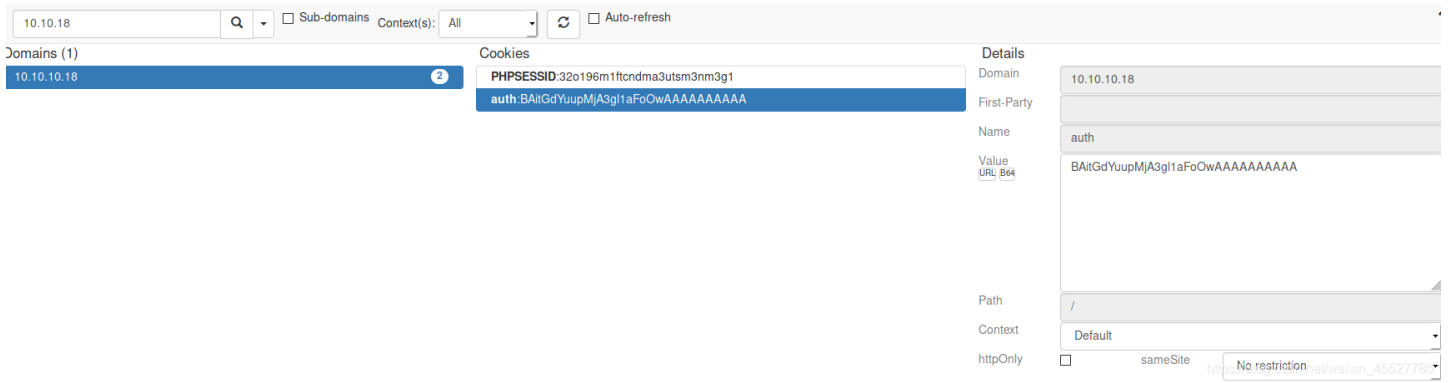 10.10.18
Sub-domains
Context(s):
All
Auto-refresh
Domains (1)
Cookies
Details
10.10.10.18
2
PHPSESSID:32o196m1ftcndma3utsm3nm3g1
auth:BAitGdYuupMjA3gl1aFoOwAAAAAAAAAA
Domain
10.10.10.18
First-Party
Name
auth
Value
URL B64
BAitGdYuupMjA3gl1aFoOwAAAAAAAAAA
Path
/
Context
Default
httpOnly
sameSite
No restriction